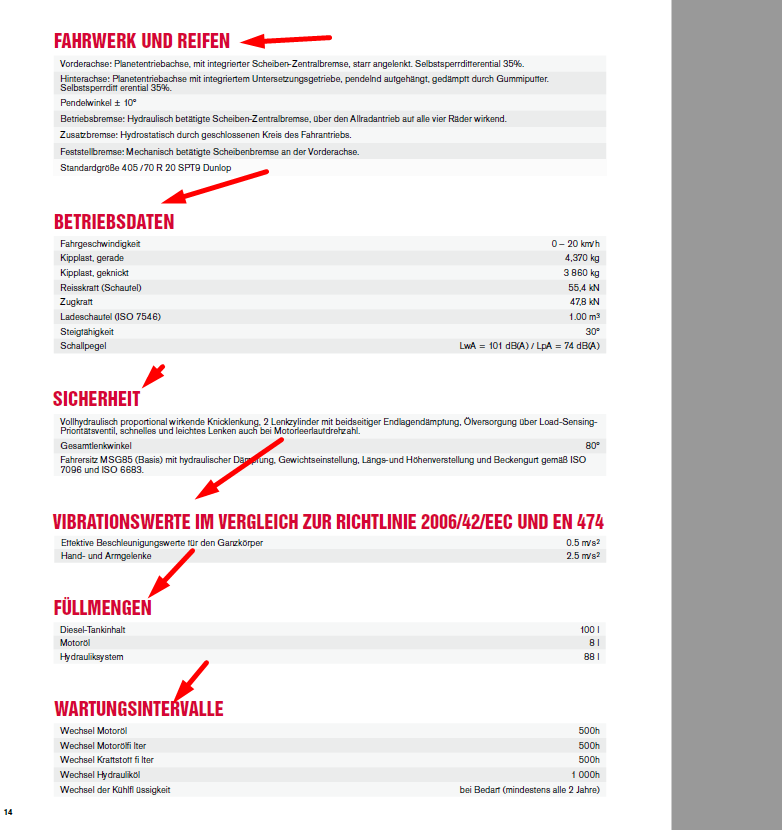 FAHRWERK UND REIFEN
Vorderachse: Planetentriebachse, mit integrierter Scheiben-Zentralbremse, starr angelenkt. Selbstsperrdifferential 35%.
Hinterachse: Planetentriebachse mit integriertem Untersetzungsgetriebe, pendelnd aufgehängt, gedämpft durch Gummipuffer.
Selbstsperrdiff erential 35%.
Pendelwinkel ± 10°
Betriebsbremse: Hydraulisch betätigte Scheiben-Zentralbremse, über den Allradantrieb auf alle vier Räder wirkend.
Zusatzbremse: Hydrostatisch durch geschlossenen Kreis des Fahrantriebs.
Feststellbremse: Mechanisch betätigte Scheibenbremse an der Vorderachse.
Standardgröße 405 /70 R 20 SPT9 Dunlop
BETRIEBSDATEN
Fahrgeschwindigkeit 0 – 20 km/h
Kipplast, gerade 4,370 kg
Kipplast, geknickt 3 860 kg
Reisskraft (Schaufel) 55,4 kN
Zugkraft 47,8 kN
Ladeschaufel (ISO 7546) 1.00 m³
Steigfähigkeit 30°
Schallpegel LwA = 101 dB(A) / LpA = 74 dB(A)
SICHERHEIT
Vollhydraulisch proportional wirkende Knicklenkung, 2 Lenkzylinder mit beidseitiger Endlagendämpfung, Ölversorgung über Load-Sensing-
Prioritätsventil, schnelles und leichtes Lenken auch bei Motorleerlaufdrehzahl.
Gesamtlenkwinkel 80°
Fahrersitz MSG85 (Basis) mit hydraulischer Dämpfung, Gewichtseinstellung, Längs-und Höhenverstellung und Beckengurt gemäß ISO
7096 und ISO 6683.
VIBRATIONSWERTE IM VERGLEICH ZUR RICHTLINIE 2006/42/EEC UND EN 474
Effektive Beschleunigungswerte für den Ganzkörper 0.5 m/s²
Hand- und Armgelenke 2.5 m/s²
FÜLLMENGEN
Diesel-Tankinhalt 100 l
Motoröl 8 l
Hydrauliksystem 88 l
WARTUNGSINTERVALLE
Wechsel Motoröl 500h
Wechsel Motorölfi lter 500h
Wechsel Kraftstoff fi lter 500h
Wechsel Hydrauliköl 1 000h
Wechsel der Kühlfl üssigkeit bei Bedarf (mindestens alle 2 Jahre)
14